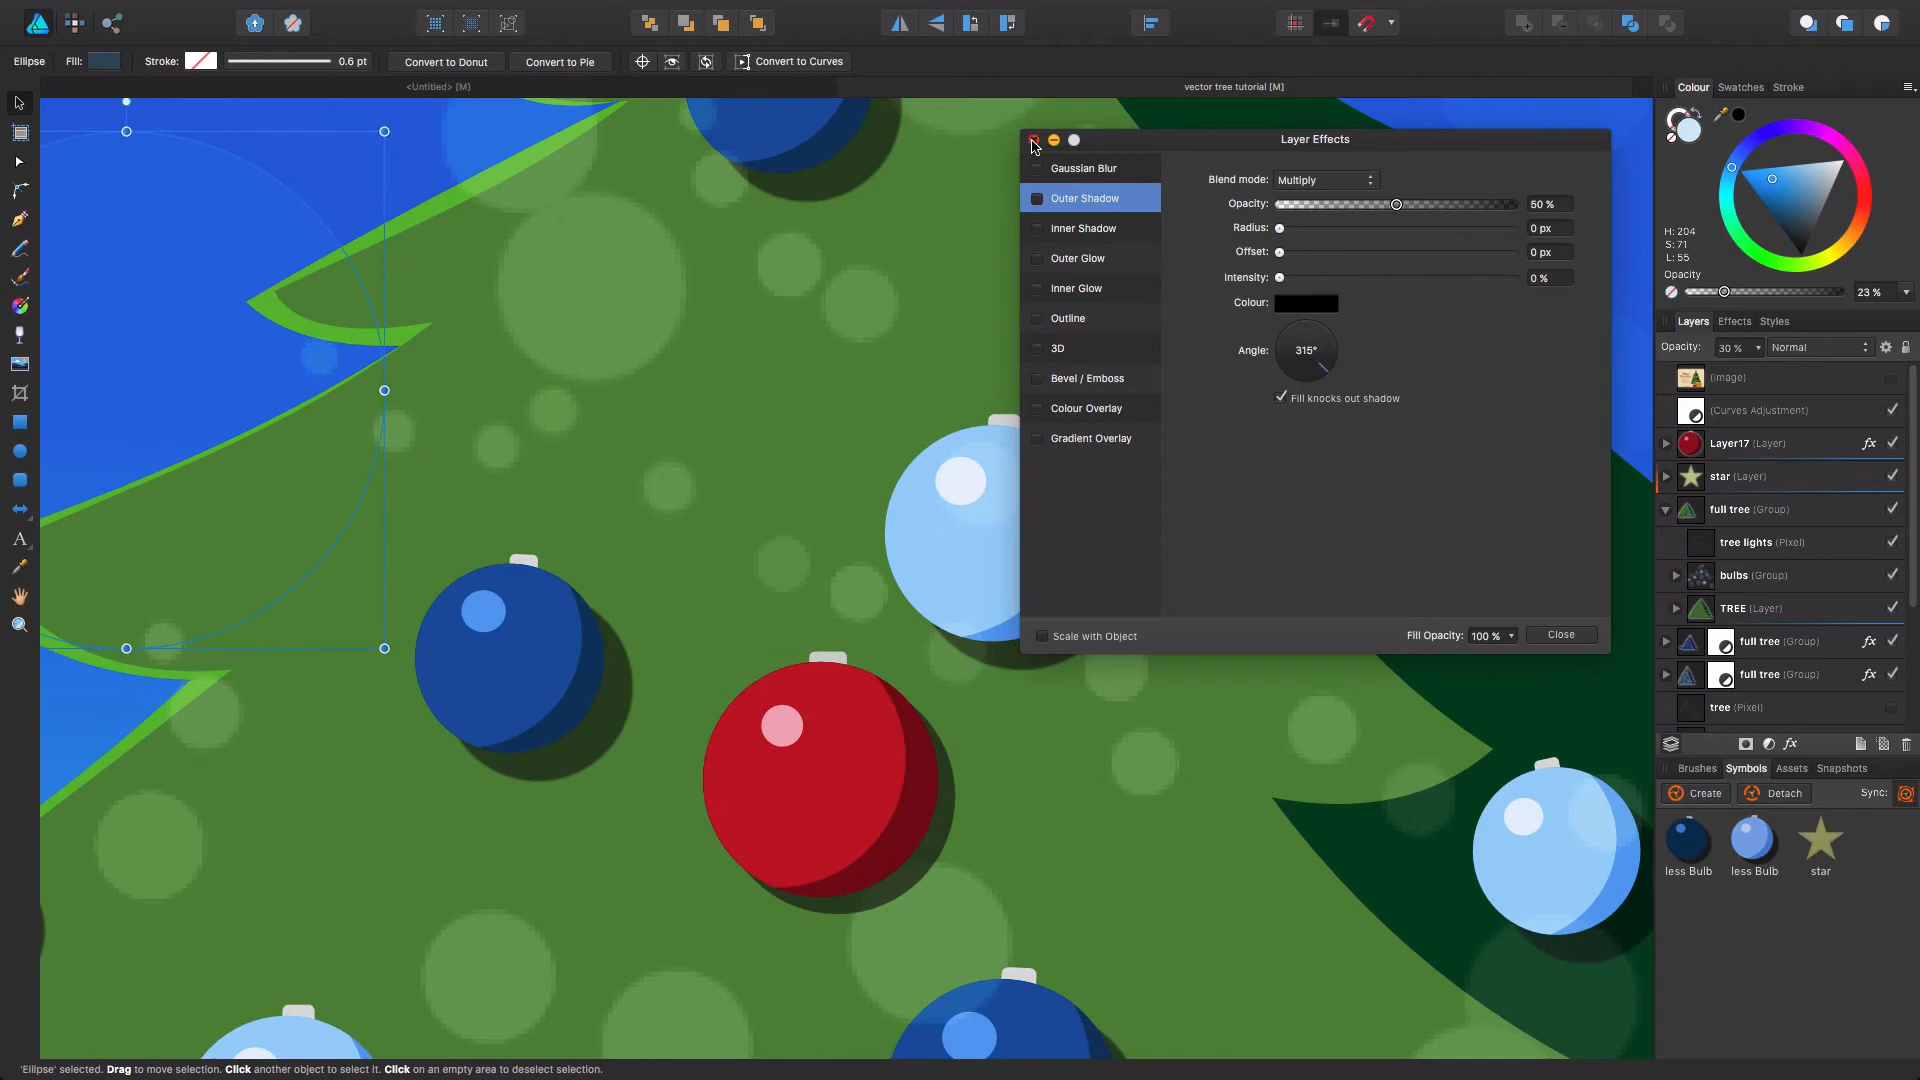 Ellipse Fill: Stroke: 0.6 pt Convert to Donut Convert to Pie Convert to Curves
<Untitled> [M] vector tree tutorial [M]
Colour Swatches Stroke
H: 204
S: 71
L: 55
Opacity
23 %
Layer Effects
Gaussian Blur
Outer Shadow
Inner Shadow
Outer Glow
Inner Glow
Outline
3D
Bevel / Emboss
Colour Overlay
Gradient Overlay
Blend mode: Multiply
Opacity: 50 %
Radius: 0 px
Offset: 0 px
Intensity: 0 %
Colour:
Angle: 315°
Fill knocks out shadow
Scale with Object Fill Opacity: 100 % Close
Layers Effects Styles
Opacity: 30 % Normal
(Image)
(Curves Adjustment)
Layer17 (Layer) fx
star (Layer)
full tree (Group)
tree lights (Pixel)
bulbs (Group)
TREE (Layer)
full tree (Group) fx
full tree (Group) fx
tree (Pixel)
fx
Brushes Symbols Assets Snapshots
Create Detach Sync:
less Bulb less Bulb star
A
'Ellipse' selected. Drag to move selection. Click another object to select it. Click on an empty area to deselect selection.